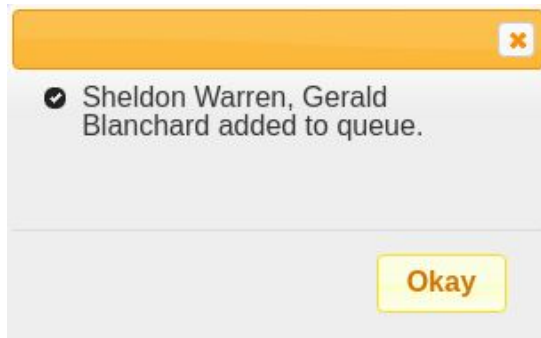 Sheldon Warren, Gerald
Blanchard added to queue.
Okay